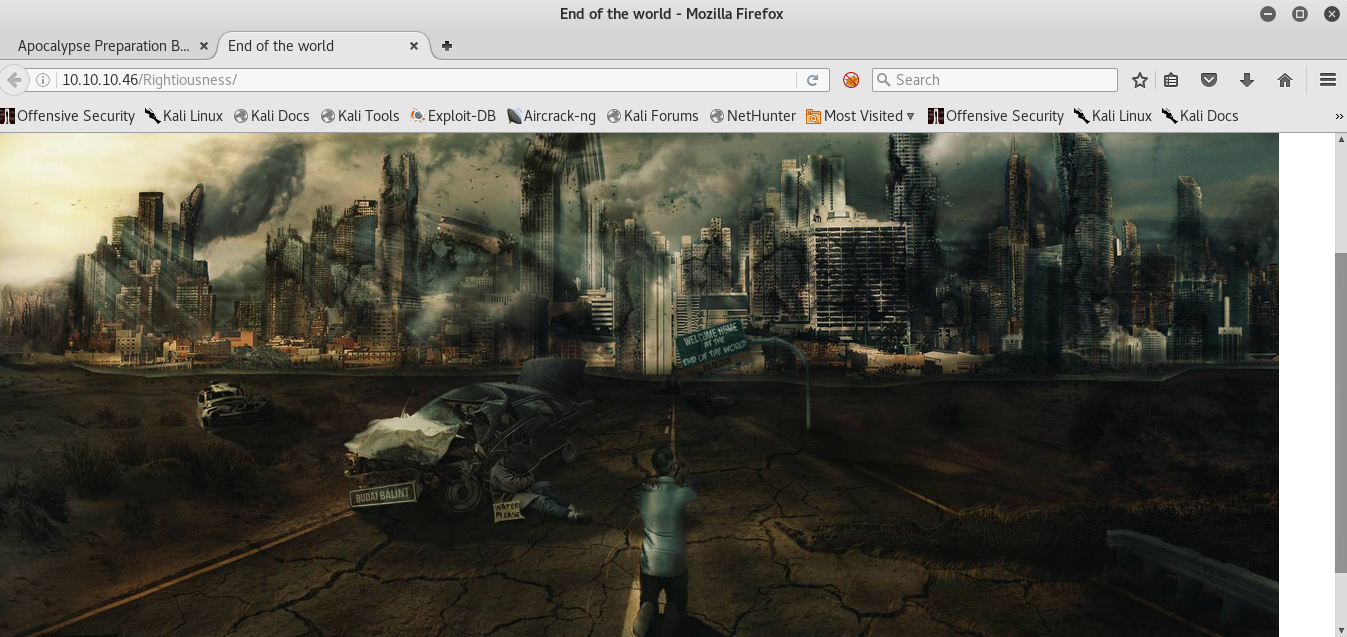 End of the world - Mozilla Firefox
Apocalypse Preparation B...
End of the world
10.10.10.46/Rightiousness/
Search
Offensive Security
Kali Linux
Kali Docs
Kali Tools
Exploit-DB
Aircrack-ng
Kali Forums
NetHunter
Most Visited
Offensive Security
Kali Linux
Kali Docs
WELCOME HOME
AT THE
END OF THE WORLD
BUDAI BALINT
WATER
PLEASE